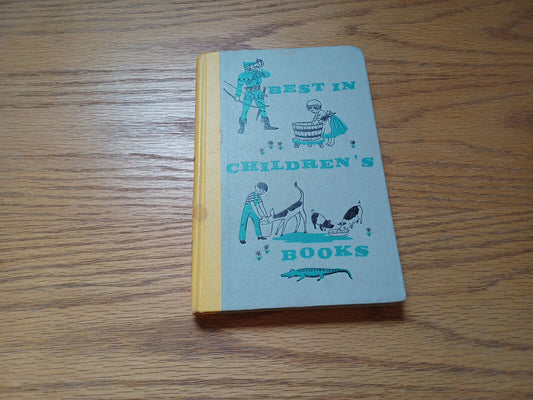 BEST IN
CHILDREN'S
BOOKS